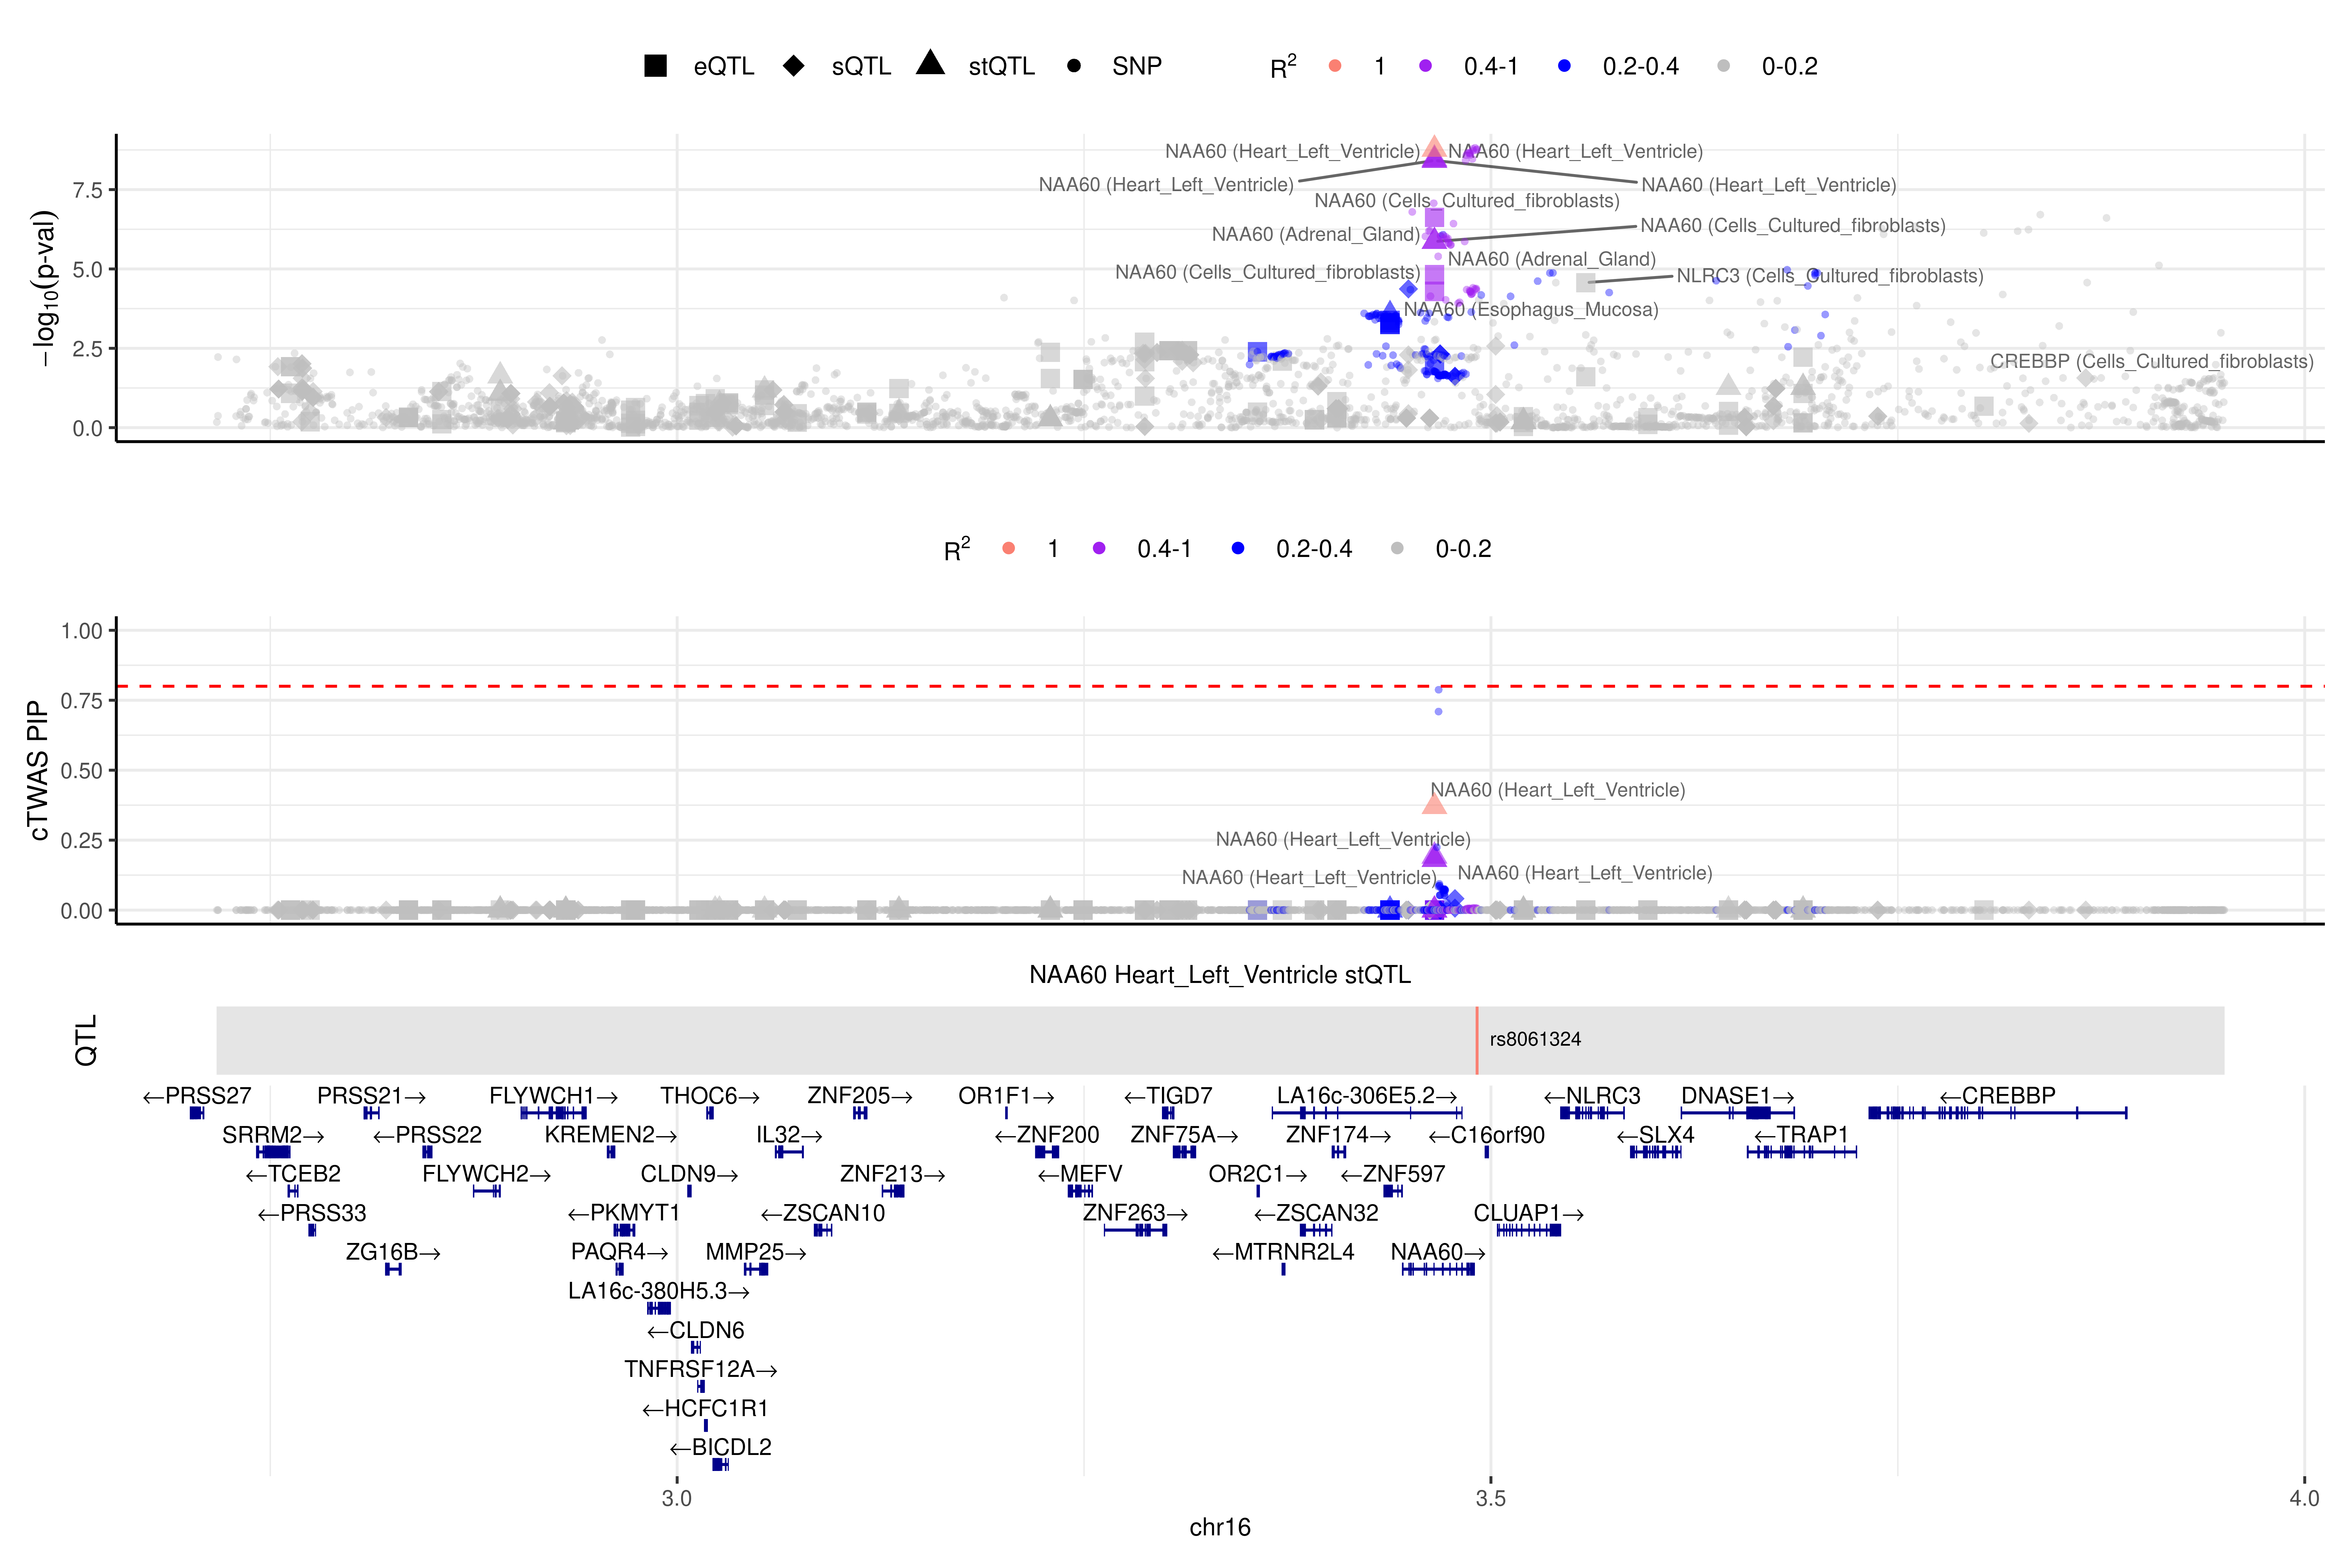 eQTL sQTL stQTL SNP R2 1 0.4-1 0.2-0.4 0-0.2
−log10(p-val)
7.5
5.0
2.5
0.0
NAA60 (Heart_Left_Ventricle) NAA60 (Heart_Left_Ventricle)
NAA60 (Heart_Left_Ventricle) NAA60 (Heart_Left_Ventricle)
NAA60 (Cells_Cultured_fibroblasts)
NAA60 (Adrenal_Gland) NAA60 (Cells_Cultured_fibroblasts)
NAA60 (Adrenal_Gland)
NAA60 (Cells_Cultured_fibroblasts) NLRC3 (Cells_Cultured_fibroblasts)
NAA60 (Esophagus_Mucosa)
CREBBP (Cells_Cultured_fibroblasts)
R2 1 0.4-1 0.2-0.4 0-0.2
cTWAS PIP
1.00
0.75
0.50
0.25
0.00
NAA60 (Heart_Left_Ventricle)
NAA60 (Heart_Left_Ventricle)
NAA60 (Heart_Left_Ventricle) NAA60 (Heart_Left_Ventricle)
NAA60 Heart_Left_Ventricle stQTL
QTL
rs8061324
←PRSS27 PRSS21→ FLYWCH1→ THOC6→ ZNF205→ OR1F1→ ←TIGD7 LA16c-306E5.2→ ←NLRC3 DNASE1→ ←CREBBP
SRRM2→ ←PRSS22 KREMEN2→ IL32→ ←ZNF200 ZNF75A→ ZNF174→ ←C16orf90 ←SLX4 ←TRAP1
←TCEB2 FLYWCH2→ CLDN9→ ZNF213→ ←MEFV OR2C1→ ←ZNF597
←PRSS33 ←PKMYT1 ←ZSCAN10 ZNF263→ ←ZSCAN32 CLUAP1→
ZG16B→ PAQR4→ MMP25→ ←MTRNR2L4 NAA60→
LA16c-380H5.3→
←CLDN6
TNFRSF12A→
←HCFC1R1
←BICDL2
3.0 3.5 4.0
chr16